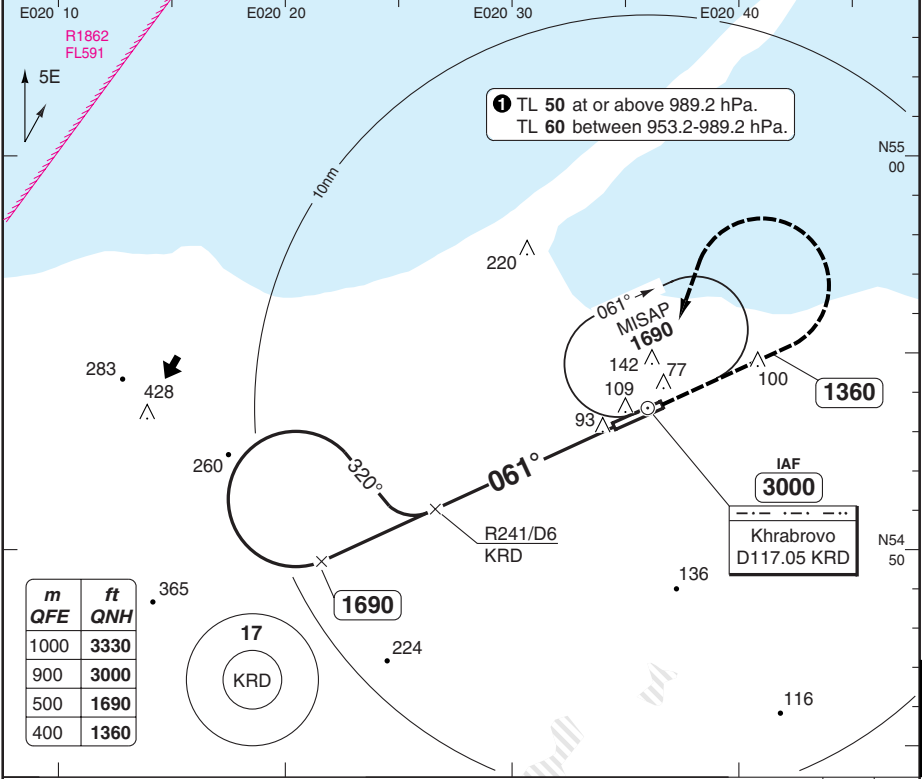 E020 10
E020 20
E020 30
E020 40
R1862
FL591
5E
1 TL 50 at or above 989.2 hPa.
TL 60 between 953.2-989.2 hPa.
N55
00
10nm
220
061°
MISAP
1690
283
428
142
77
109
100
1360
93
260
320°
061°
IAF
3000
R241/D6
KRD
Khrabrovo
D117.05 KRD
N54
50
136
365
1690
m ft
QFE QNH
1000 3330
900 3000
500 1690
400 1360
17
KRD
224
116